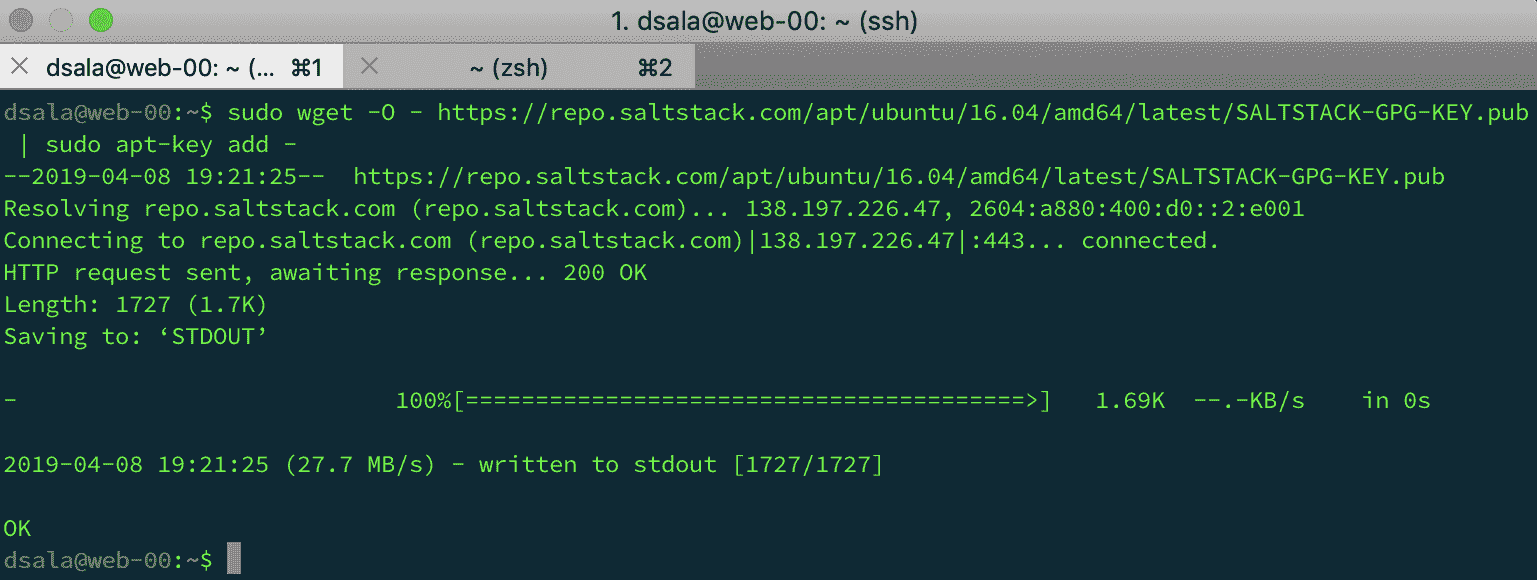 1. dsala@web-00: ~ (ssh)
dsala@web-00: ~ (... ⌘1 ~ (zsh) ⌘2
dsala@web-00:~$ sudo wget -O - https://repo.saltstack.com/apt/ubuntu/16.04/amd64/latest/SALTSTACK-GPG-KEY.pub
| sudo apt-key add -
--2019-04-08 19:21:25--  https://repo.saltstack.com/apt/ubuntu/16.04/amd64/latest/SALTSTACK-GPG-KEY.pub
Resolving repo.saltstack.com (repo.saltstack.com)... 138.197.226.47, 2604:a880:400:d0::2:e001
Connecting to repo.saltstack.com (repo.saltstack.com)|138.197.226.47|:443... connected.
HTTP request sent, awaiting response... 200 OK
Length: 1727 (1.7K)
Saving to: ‘STDOUT’
-                           100%[========================================>]   1.69K  --.-KB/s    in 0s
2019-04-08 19:21:25 (27.7 MB/s) - written to stdout [1727/1727]
OK
dsala@web-00:~$